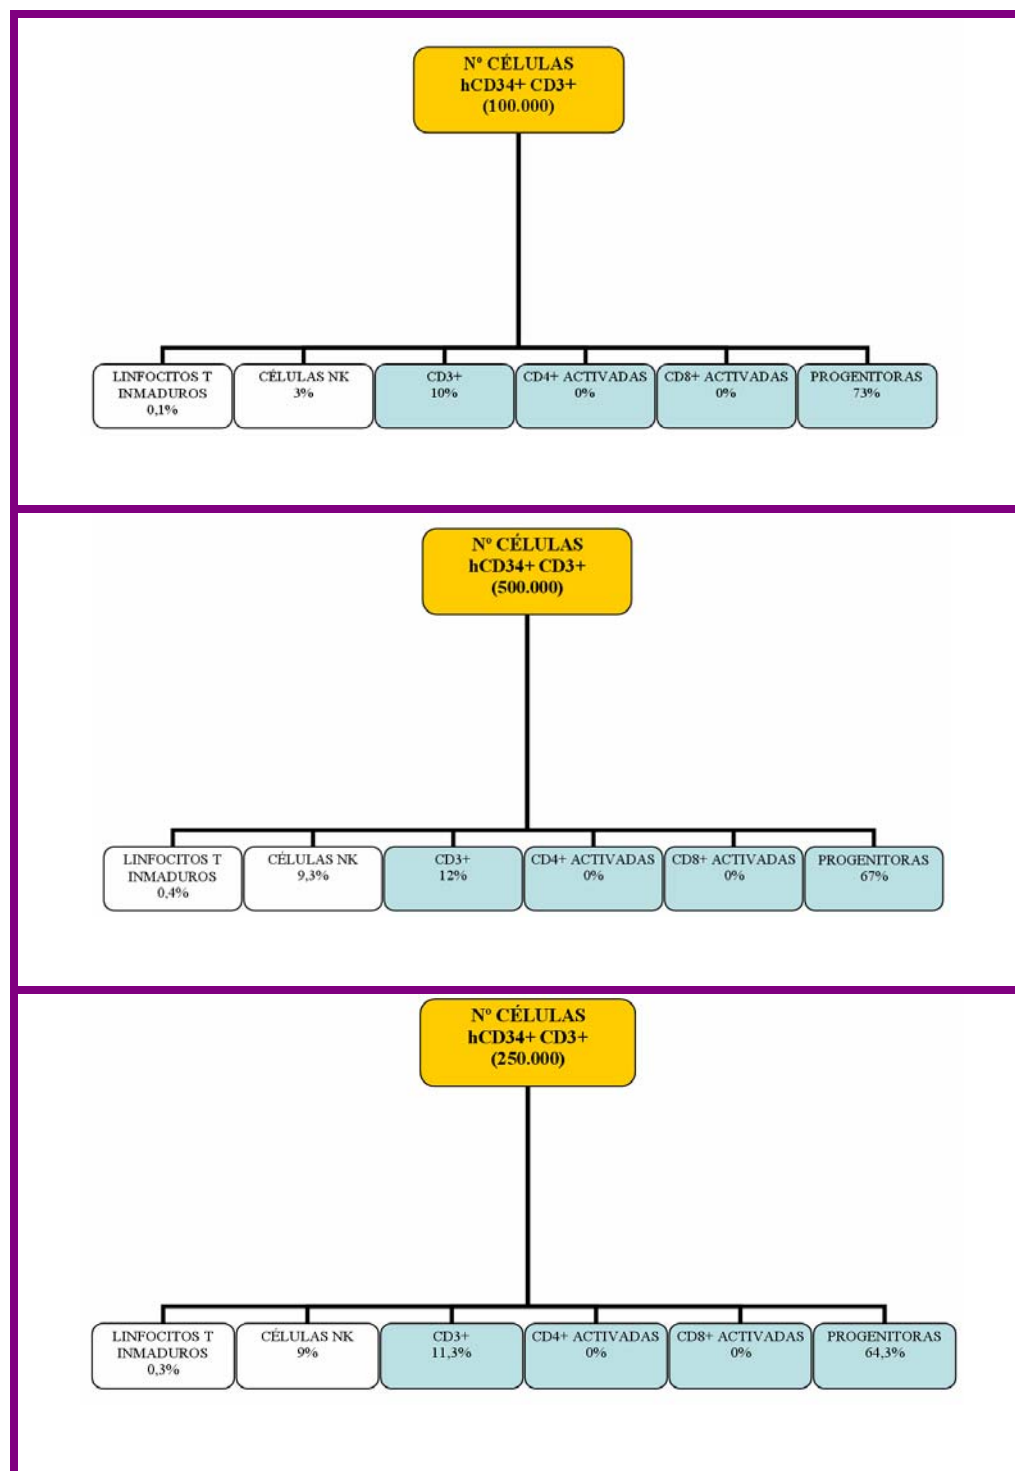 Nº CÉLULAS
hCD34+ CD3+
(100.000)
LINFOCITOS T
INMADUROS
0,1%
CÉLULAS NK
3%
CD3+
10%
CD4+ ACTIVADAS
0%
CD8+ ACTIVADAS
0%
PROGENITORAS
73%
Nº CÉLULAS
hCD34+ CD3+
(500.000)
LINFOCITOS T
INMADUROS
0,4%
CÉLULAS NK
9,3%
CD3+
12%
CD4+ ACTIVADAS
0%
CD8+ ACTIVADAS
0%
PROGENITORAS
67%
Nº CÉLULAS
hCD34+ CD3+
(250.000)
LINFOCITOS T
INMADUROS
0,3%
CÉLULAS NK
9%
CD3+
11,3%
CD4+ ACTIVADAS
0%
CD8+ ACTIVADAS
0%
PROGENITORAS
64,3%